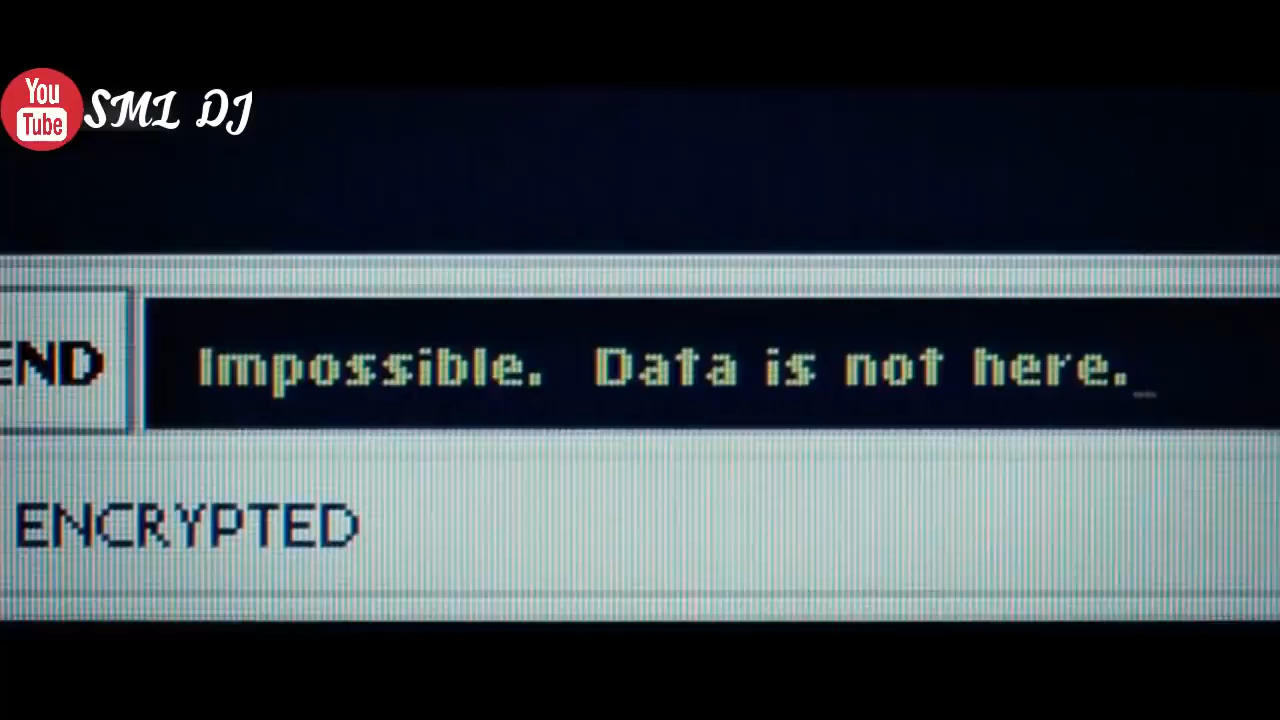 You
Tube
SML DJ
END
Impossible. Data is not here._
ENCRYPTED